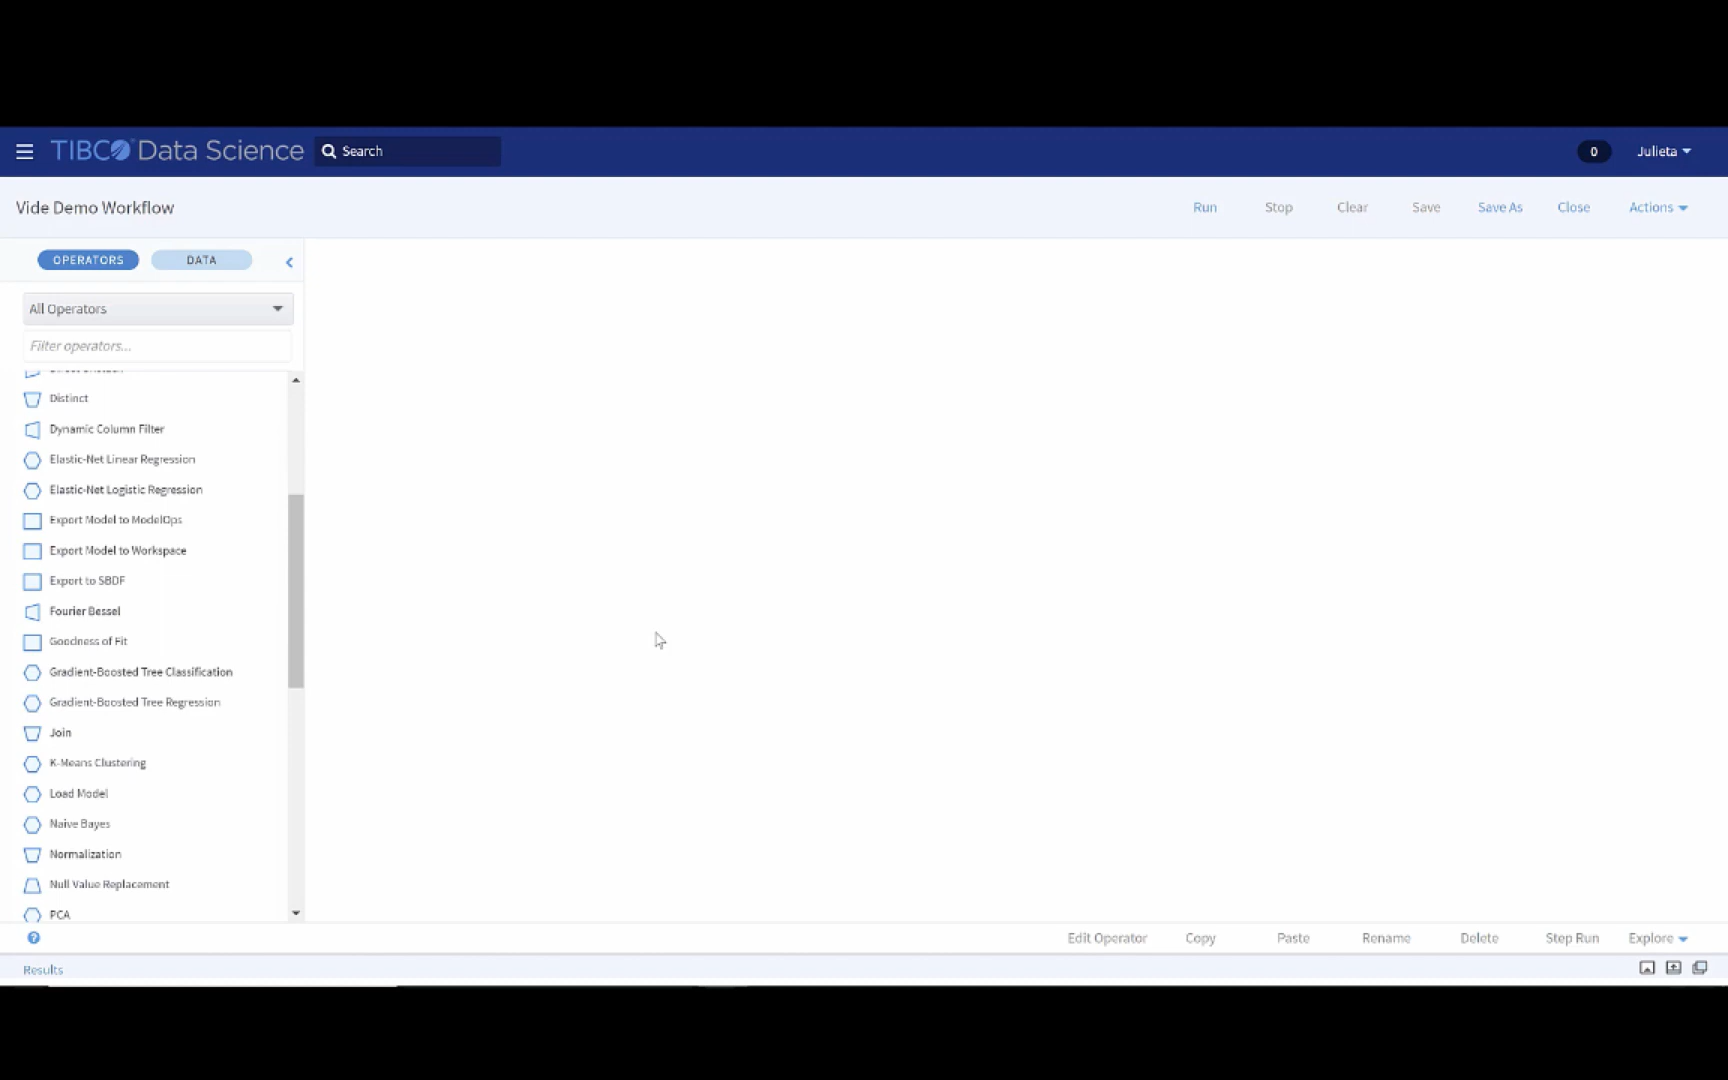 TIBCO Data Science
Search
0
Julieta
Vide Demo Workflow
Run
Stop
Clear
Save
Save As
Close
Actions
OPERATORS
DATA
All Operators
Filter operators...
Distinct
Dynamic Column Filter
Elastic-Net Linear Regression
Elastic-Net Logistic Regression
Export Model to ModelOps
Export Model to Workspace
Export to SBDF
Fourier Bessel
Goodness of Fit
Gradient-Boosted Tree Classification
Gradient-Boosted Tree Regression
Join
K-Means Clustering
Load Model
Naive Bayes
Normalization
Null Value Replacement
PCA
?
Edit Operator
Copy
Paste
Rename
Delete
Step Run
Explore
Results